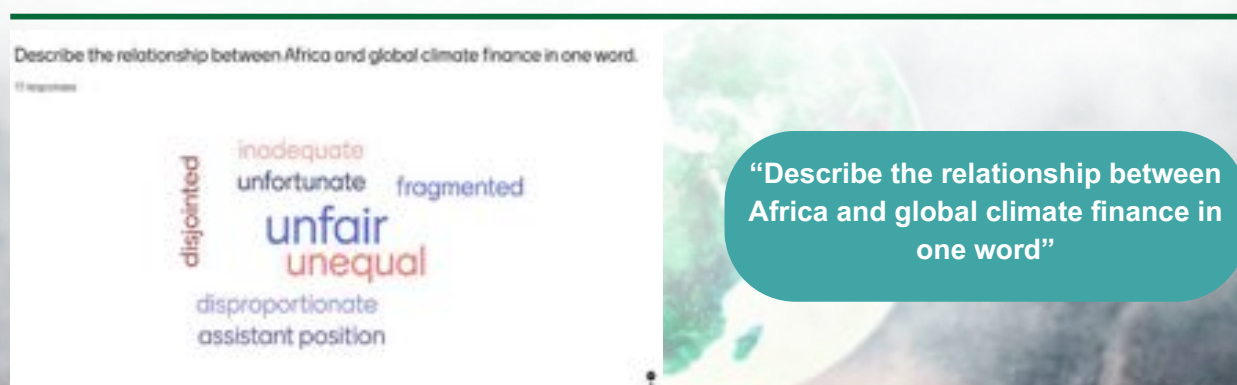 Describe the relationship between Africa and global climate finance in one word.
responses
inadequate
disjointed
unfortunate
fragmented
unfair
unequal
disproportionate
assistant position
“Describe the relationship between
Africa and global climate finance in
one word”